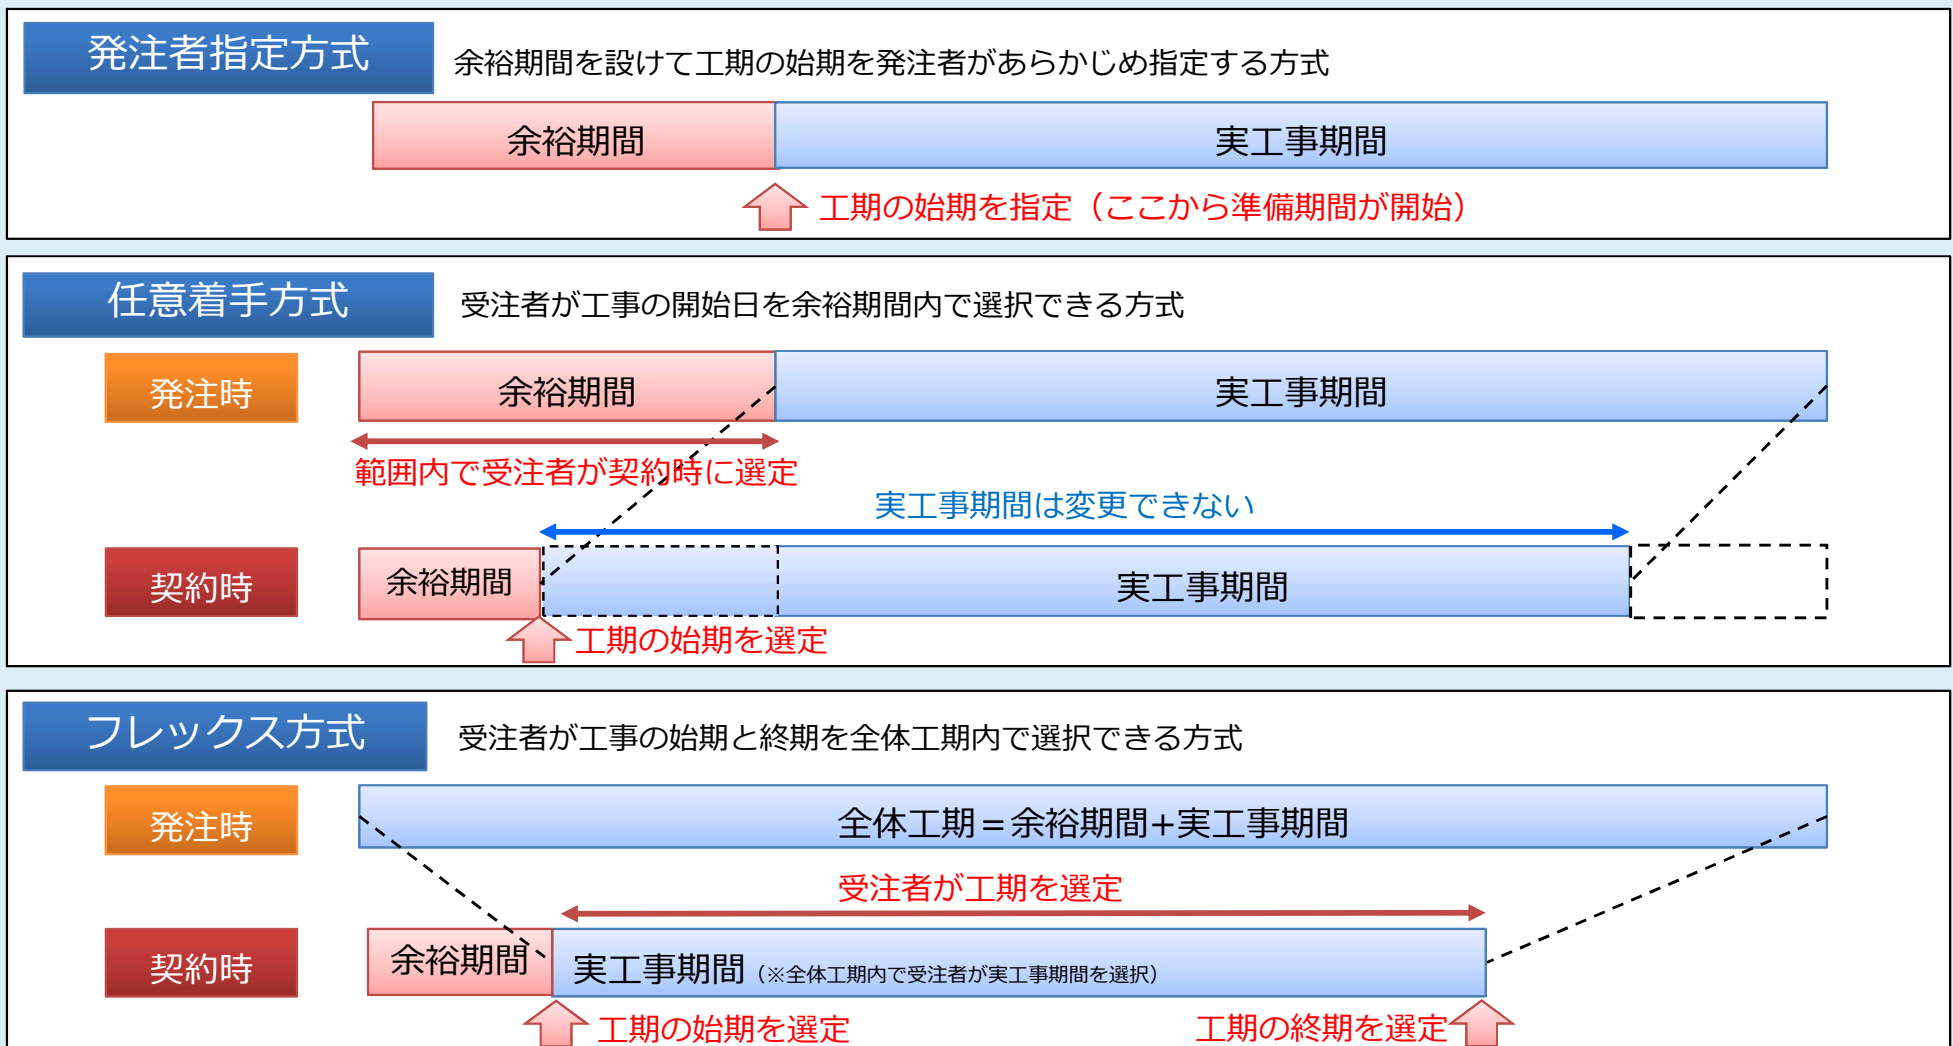 発注者指定方式
余裕期間を設けて工期の始期を発注者があらかじめ指定する方式
余裕期間
実工事期間
工期の始期を指定（ここから準備期間が開始）
任意着手方式
受注者が工事の開始日を余裕期間内で選択できる方式
発注時
余裕期間
実工事期間
範囲内で受注者が契約時に選定
実工事期間は変更できない
契約時
余裕期間
実工事期間
工期の始期を選定
フレックス方式
受注者が工事の始期と終期を全体工期内で選択できる方式
発注時
全体工期＝余裕期間+実工事期間
受注者が工期を選定
契約時
余裕期間
実工事期間（※全体工期内で受注者が実工事期間を選択）
工期の始期を選定
工期の終期を選定